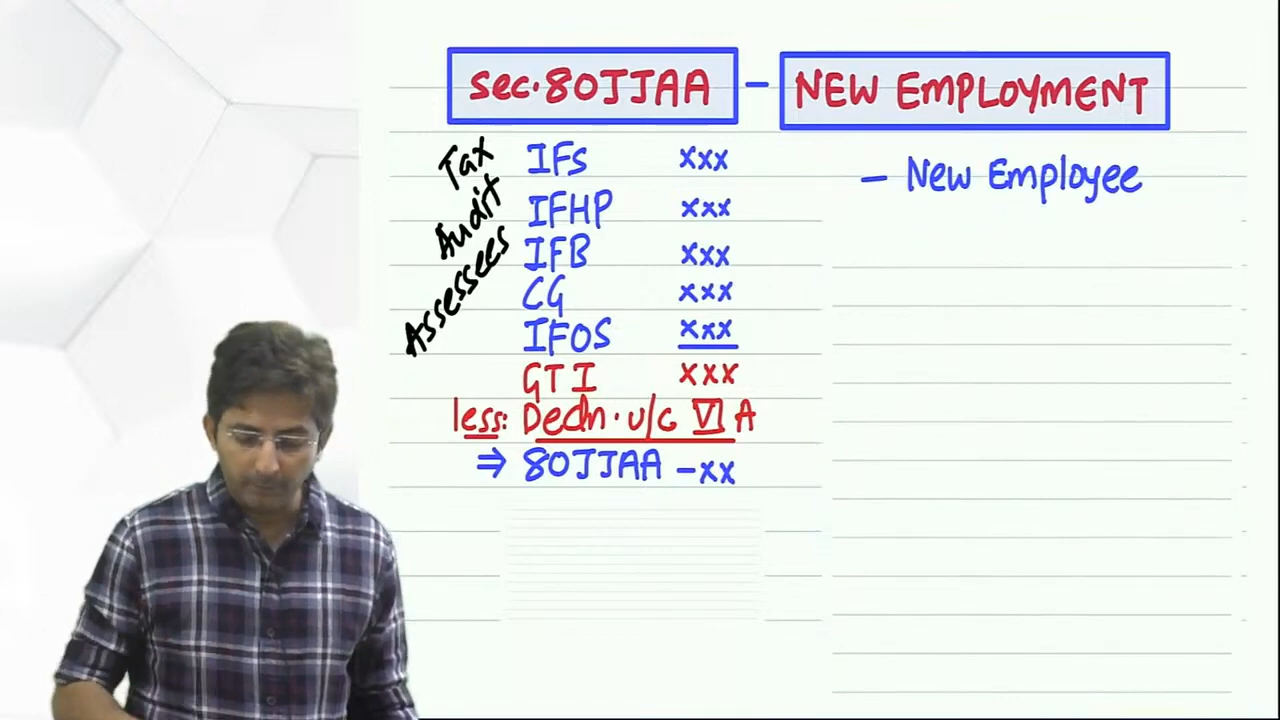 Sec. 80JJAA - NEW EMPLOYMENT
Tax Audit Assessees
IFS xxx
IFHP xxx
IFB xxx
CG xxx
IFOS xxx
GTI xxx
less: Dedn. u/c VI A
⇒ 80JJAA - xx
- New Employee